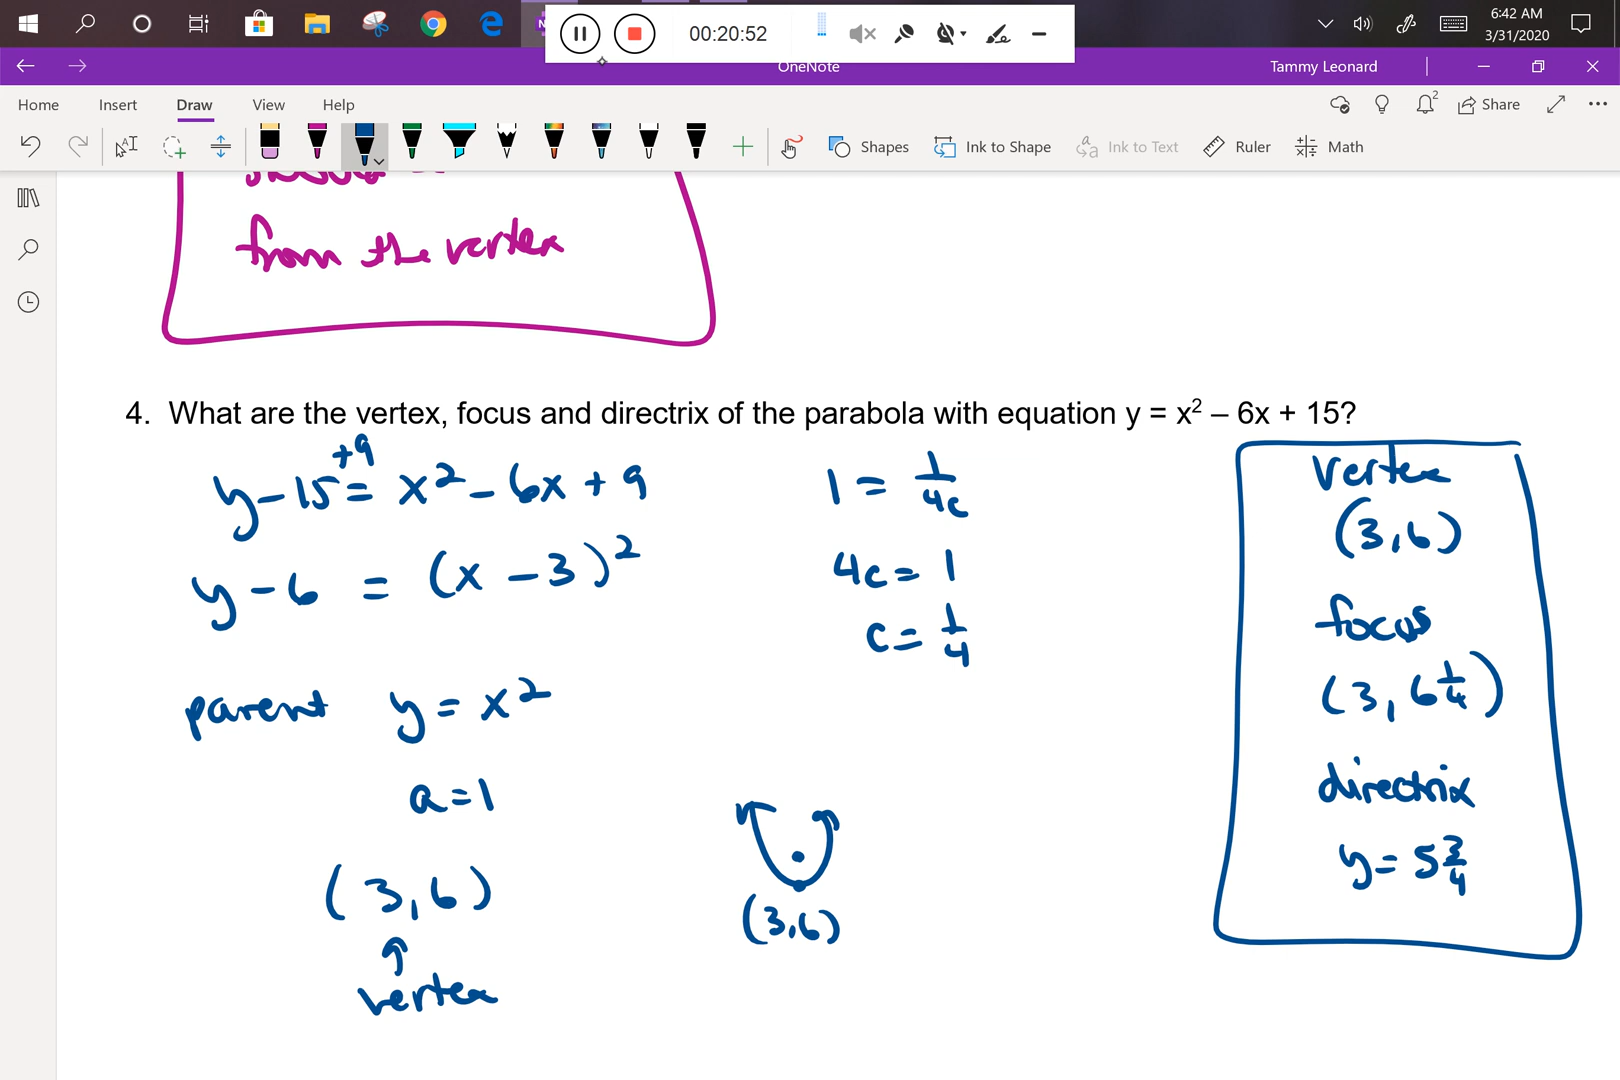 00:20:52
6:42 AM
3/31/2020
OneNote
Tammy Leonard
Home Insert Draw View Help
2
Share
Shapes
Ink to Shape
Ink to Text
Ruler
Math
from the vertex
4. What are the vertex, focus and directrix of the parabola with equation y = x² – 6x + 15?
+9
y - 15 = x² - 6x + 9
y - 6 = (x - 3)²
parent y = x²
a = 1
(3, 6)
vertex
1 = 1/4c
4c = 1
c = 1/4
(3, 6)
vertex
(3, 6)
focus
(3, 6 1/4)
directrix
y = 5 3/4